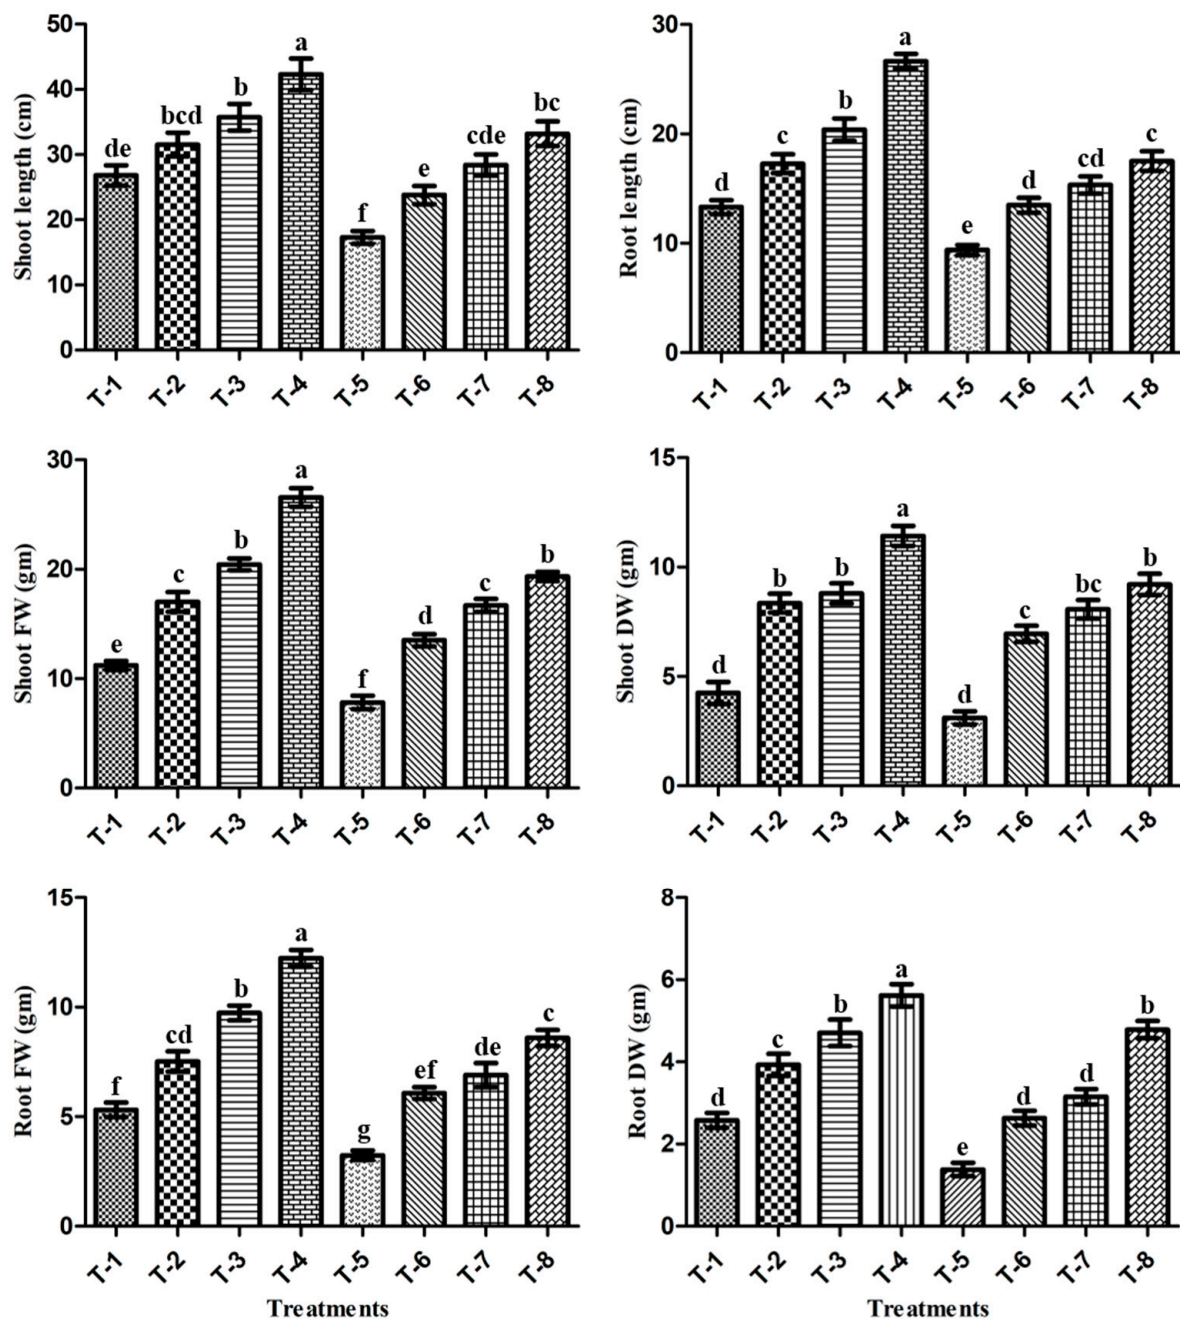 Shoot length (cm)
50
40
30
20
10
0
de
bcd
b
a
f
e
cde
bc
T-1 T-2 T-3 T-4 T-5 T-6 T-7 T-8
Root length (cm)
30
20
10
0
d
c
b
a
e
d
cd
c
T-1 T-2 T-3 T-4 T-5 T-6 T-7 T-8
Shoot FW (gm)
30
20
10
0
e
c
b
a
f
d
c
b
T-1 T-2 T-3 T-4 T-5 T-6 T-7 T-8
Shoot DW (gm)
15
10
5
0
d
b
b
a
d
c
bc
b
T-1 T-2 T-3 T-4 T-5 T-6 T-7 T-8
Root FW (gm)
15
10
5
0
f
cd
b
a
g
ef
de
c
T-1 T-2 T-3 T-4 T-5 T-6 T-7 T-8
Treatments
Root DW (gm)
8
6
4
2
0
d
c
b
a
e
d
d
b
T-1 T-2 T-3 T-4 T-5 T-6 T-7 T-8
Treatments